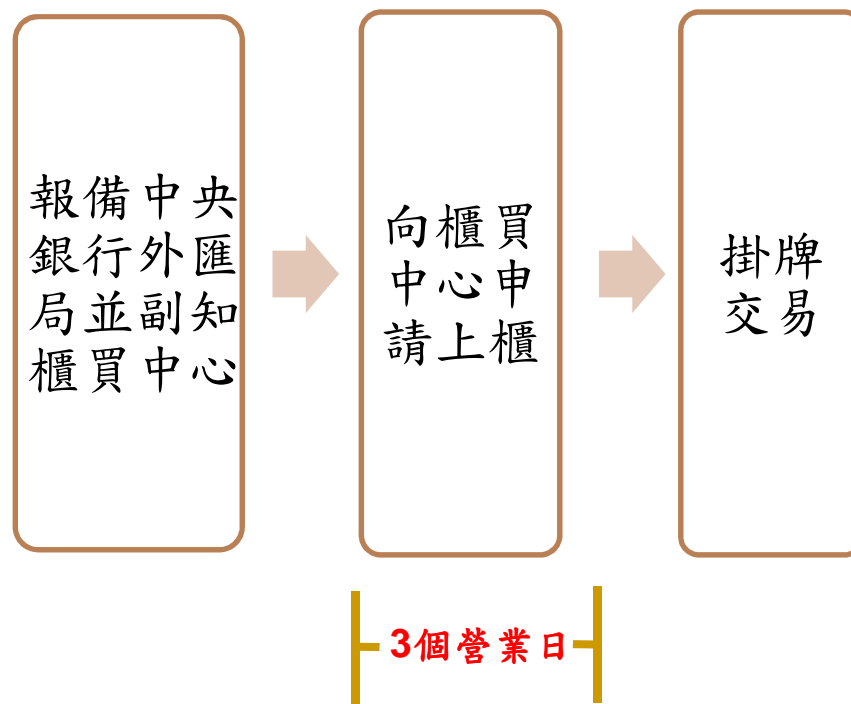 報備中央
銀行外匯
局並副知
櫃買中心
向櫃買
中心申
請上櫃
掛牌
交易
3個營業日